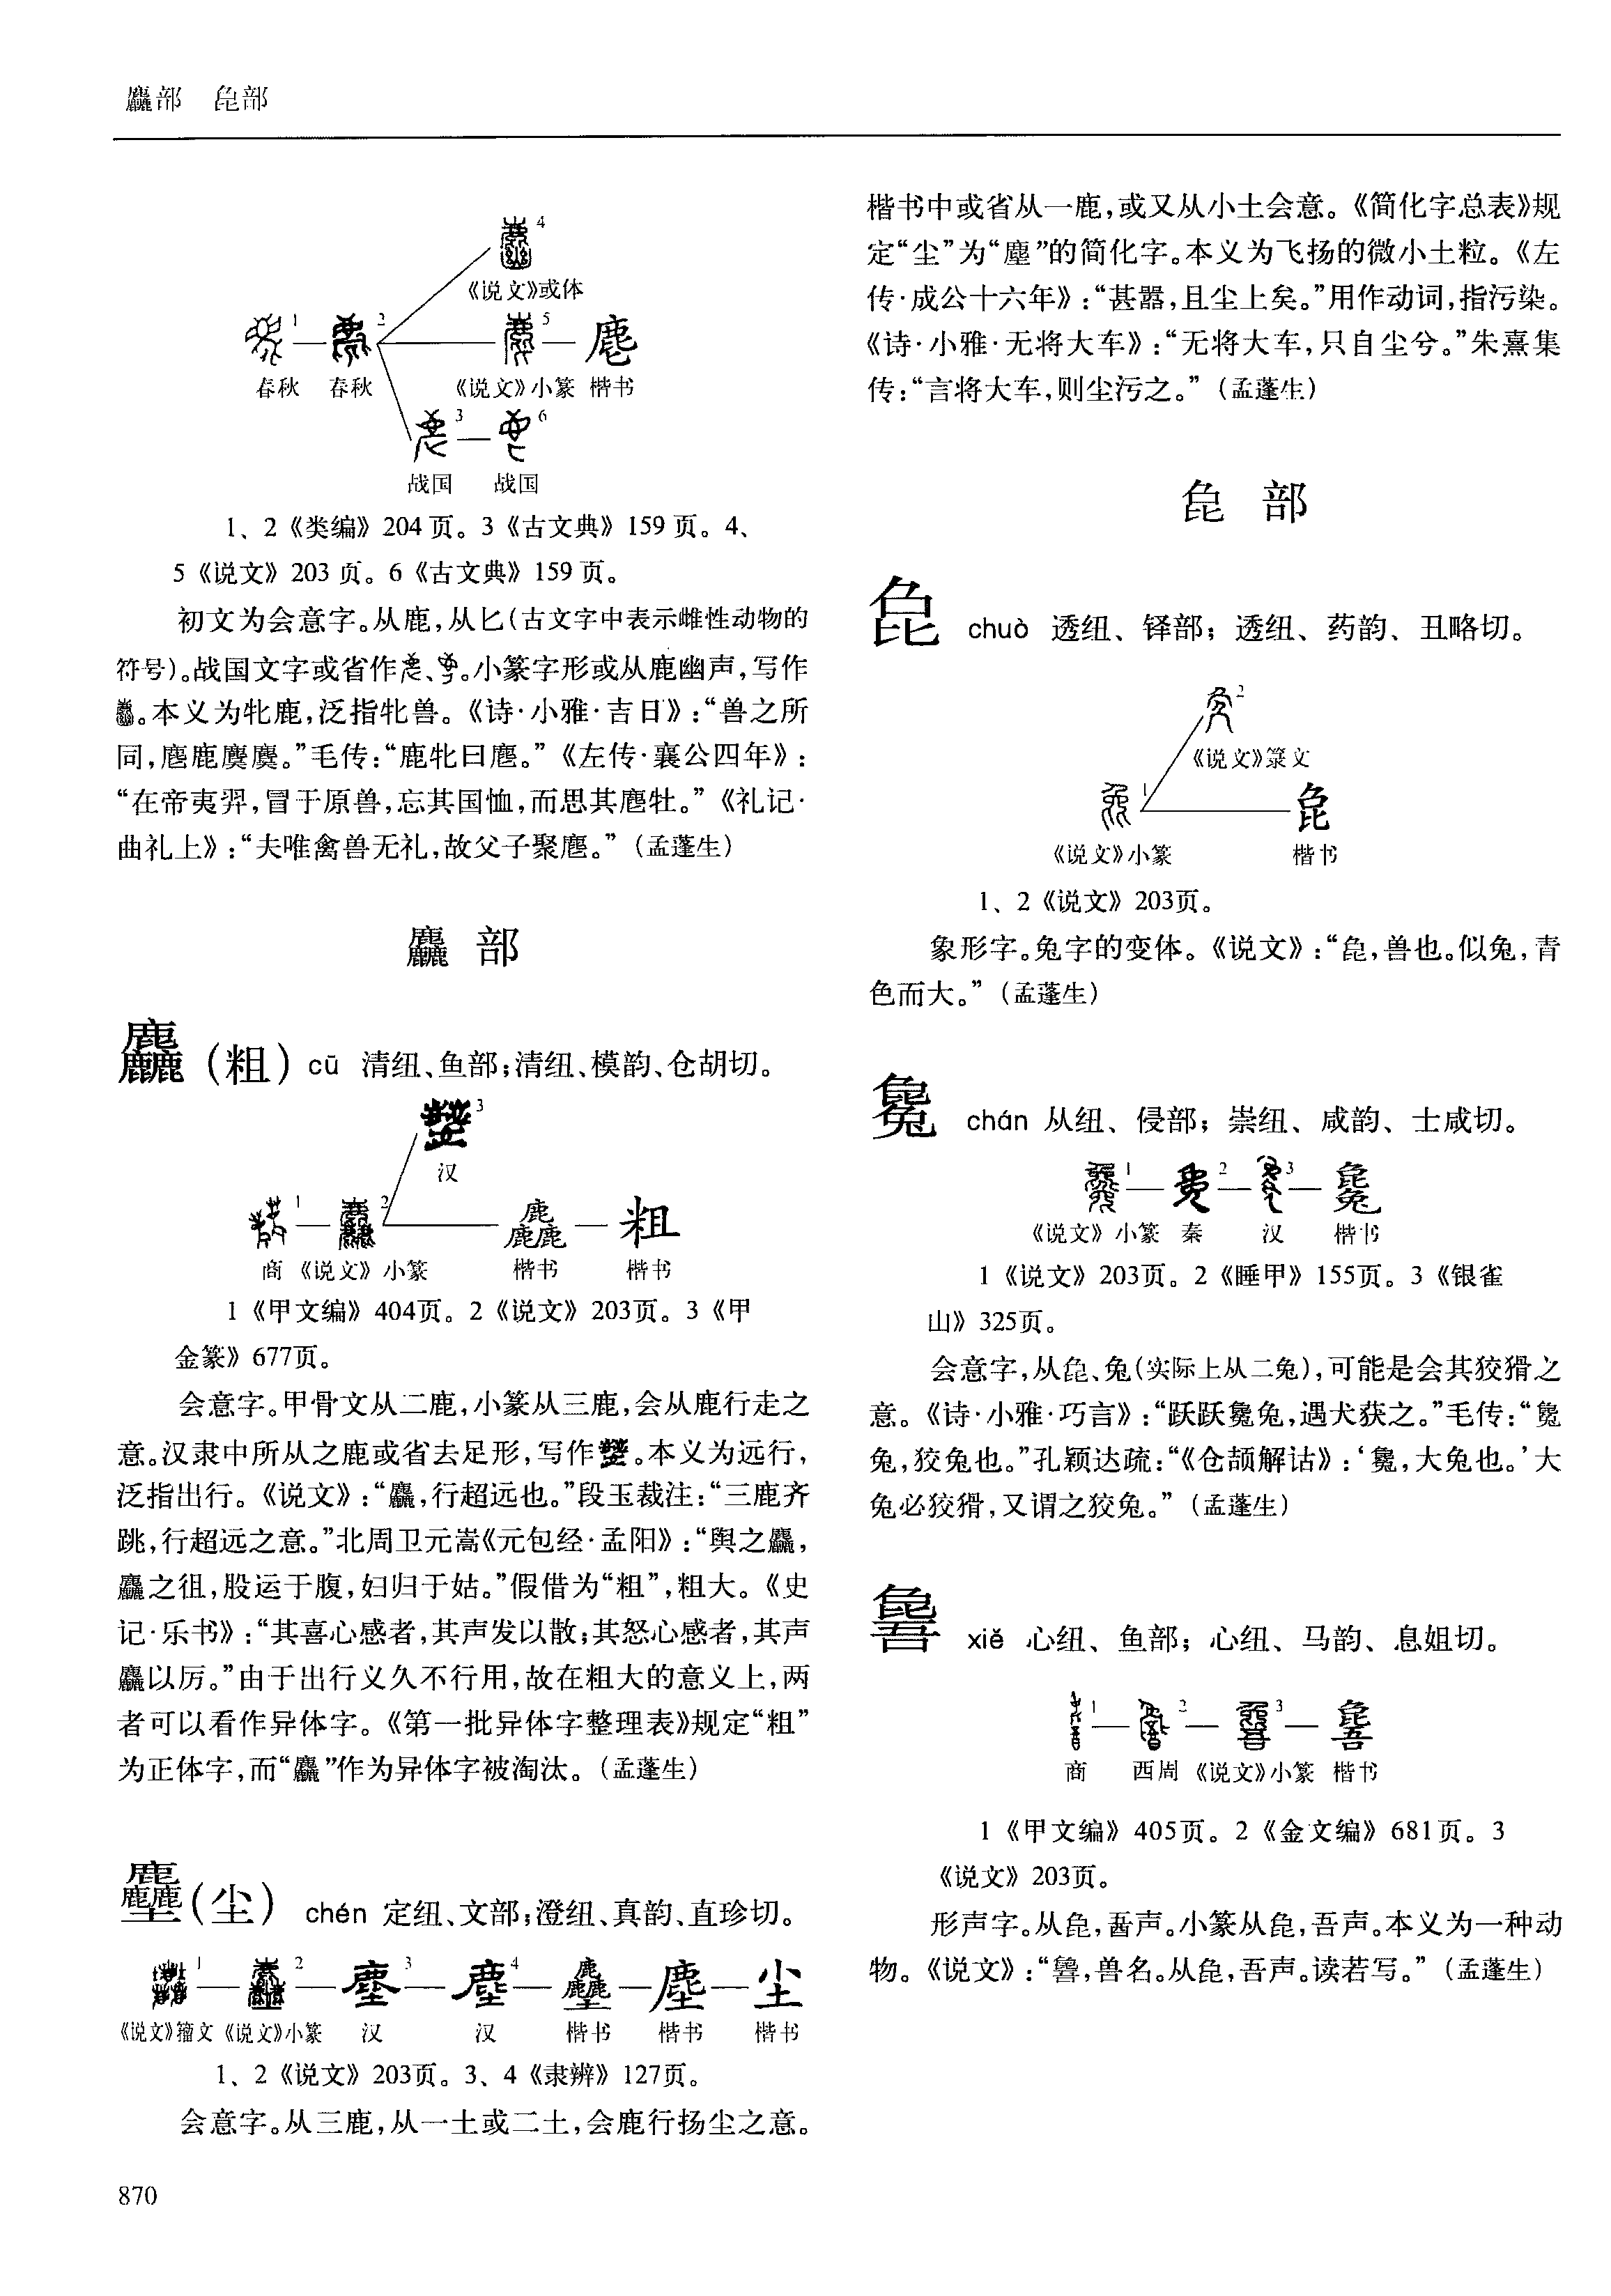 麤部 㲋部
4
《说文》或体
1 2 5 麀
春秋 春秋 《说文》小篆 楷书
3 6
战国 战国
1、2《类编》204页。3《古文典》159页。4、
5《说文》203页。6《古文典》159页。
初文为会意字。从鹿，从匕（古文字中表示雌性动物的
符号）。战国文字或省作、。小篆字形或从鹿幽声，写作
。本义为牝鹿，泛指牝兽。《诗·小雅·吉日》：“兽之所
同，麀鹿麌麌。”毛传：“鹿牝曰麀。”《左传·襄公四年》：
“在帝夷羿，冒于原兽，忘其国恤，而思其麀牡。”《礼记·
曲礼上》：“夫唯禽兽无礼，故父子聚麀。”（孟蓬生）
麤 部
麤（粗）cū 清纽、鱼部；清纽、模韵、仓胡切。
3
汉
1 2 麤 粗
商 《说文》小篆 楷书 楷书
1《甲文编》404页。2《说文》203页。3《甲
金篆》677页。
会意字。甲骨文从二鹿，小篆从三鹿，会从鹿行走之
意。汉隶中所从之鹿或省去足形，写作。本义为远行，
泛指出行。《说文》：“麤，行超远也。”段玉裁注：“三鹿齐
跳，行超远之意。”北周卫元嵩《元包经·孟阳》：“舆之麤，
麤之徂，股运于腹，妇归于姑。”假借为“粗”，粗大。《史
记·乐书》：“其喜心感者，其声发以散；其怒心感者，其声
麤以厉。”由于出行义久不行用，故在粗大的意义上，两
者可以看作异体字。《第一批异体字整理表》规定“粗”
为正体字，而“麤”作为异体字被淘汰。（孟蓬生）
𪋻（尘）chén 定纽、文部；澄纽、真韵、直珍切。
1 2 塵3 塵4 𪋻 塵 尘
《说文》籀文 《说文》小篆 汉 汉 楷书 楷书 楷书
1、2《说文》203页。3、4《隶辨》127页。
会意字。从三鹿，从一土或二土，会鹿行扬尘之意。
楷书中或省从一鹿，或又从小土会意。《简化字总表》规
定“尘”为“塵”的简化字。本义为飞扬的微小土粒。《左
传·成公十六年》：“甚嚣，且尘上矣。”用作动词，指污染。
《诗·小雅·无将大车》：“无将大车，只自尘兮。”朱熹集
传：“言将大车，则尘污之。”（孟蓬生）
㲋 部
㲋 chuò 透纽、铎部；透纽、药韵、丑略切。
2
《说文》篆文
1 㲋
《说文》小篆 楷书
1、2《说文》203页。
象形字。兔字的变体。《说文》：“㲋，兽也。似兔，青
色而大。”（孟蓬生）
毚 chán 从纽、侵部；崇纽、咸韵、士咸切。
1 2 3 毚
《说文》小篆 秦 汉 楷书
1《说文》203页。2《睡甲》155页。3《银雀
山》325页。
会意字，从㲋、兔（实际上从二兔），可能是会其狡猾之
意。《诗·小雅·巧言》：“跃跃毚兔，遇犬获之。”毛传：“毚
兔，狡兔也。”孔颖达疏：“《仓颉解诂》：‘毚，大兔也。’大
兔必狡猾，又谓之狡兔。”（孟蓬生）
xiě 心纽、鱼部；心纽、马韵、息姐切。
1 2 3
商 西周 《说文》小篆 楷书
1《甲文编》405页。2《金文编》681页。3
《说文》203页。
形声字。从㲋，声。小篆从㲋，吾声。本义为一种动
物。《说文》：“，兽名。从㲋，吾声。读若写。”（孟蓬生）
870